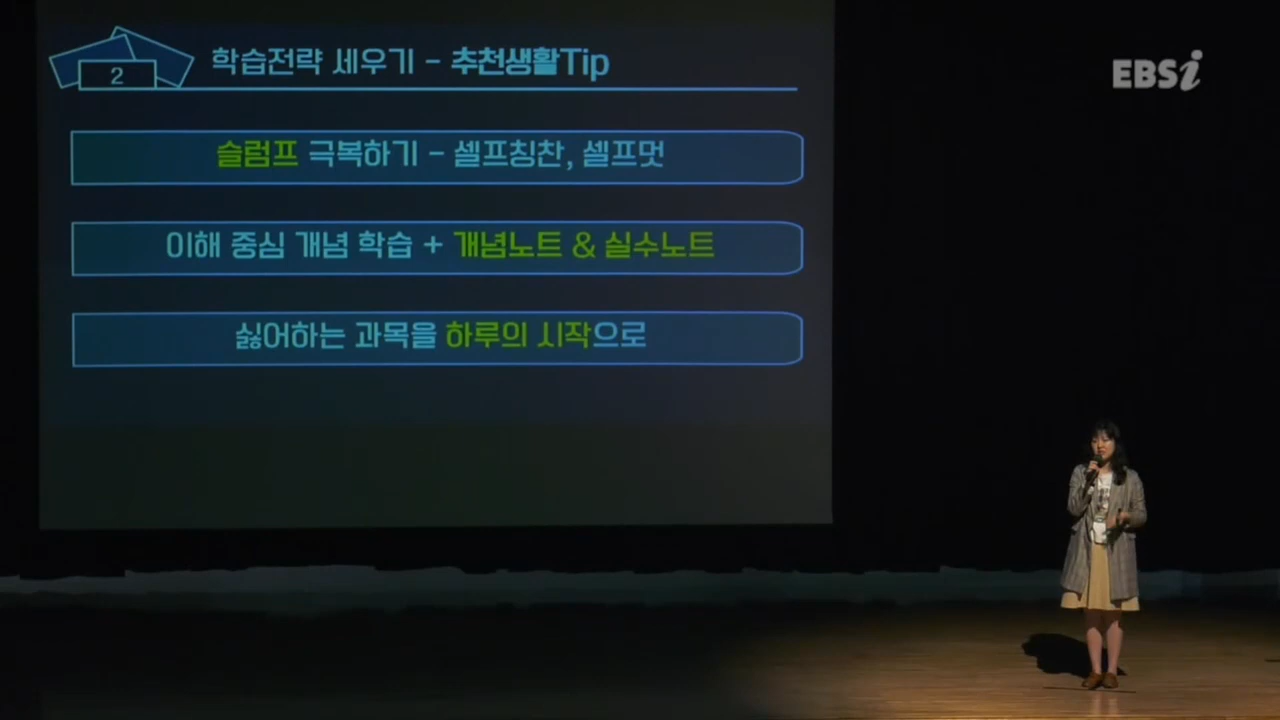 2
학습전략 세우기 - 추천생활Tip
EBSi
슬럼프 극복하기 - 셀프칭찬, 셀프멋
이해 중심 개념 학습 + 개념노트 & 실수노트
싫어하는 과목을 하루의 시작으로